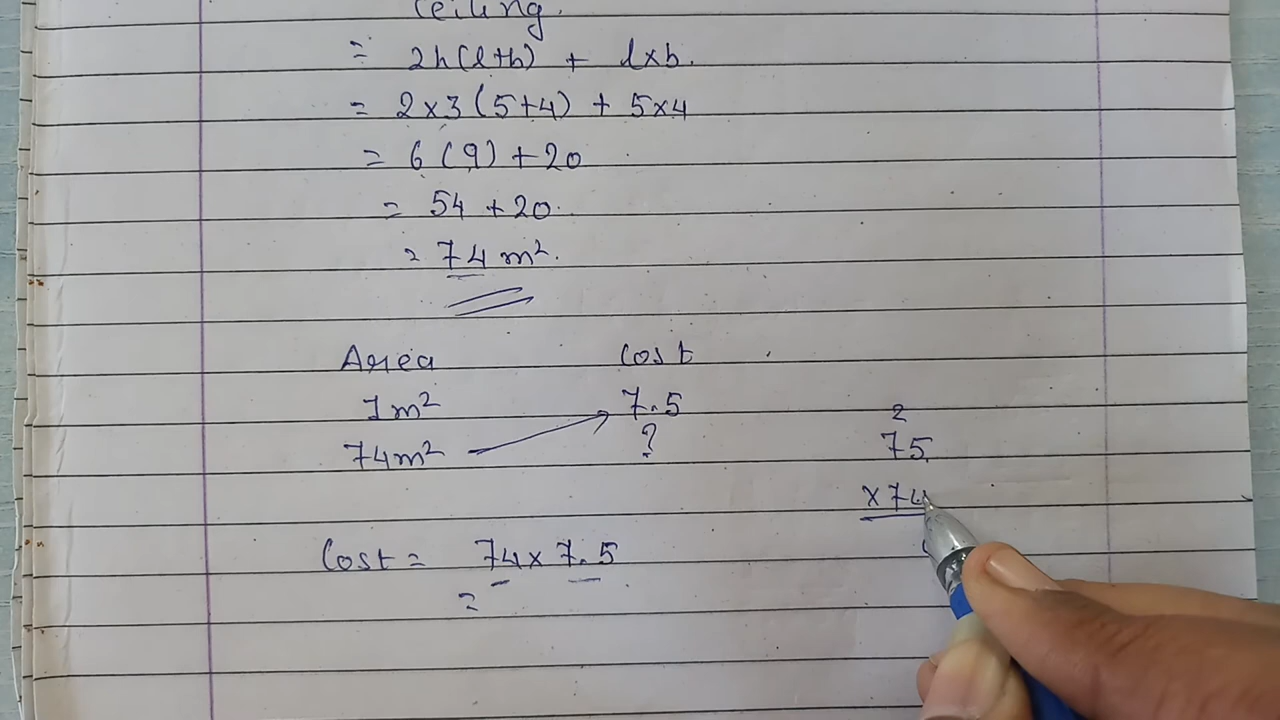 Ceiling.
= 2h(l+b) + l×b.
= 2×3(5+4) + 5×4
= 6(9)+20
= 54 +20.
= 74 m².
Area Cost
1m² 7.5
74m² ?
2
75
×74
Cost = 74×7.5
=